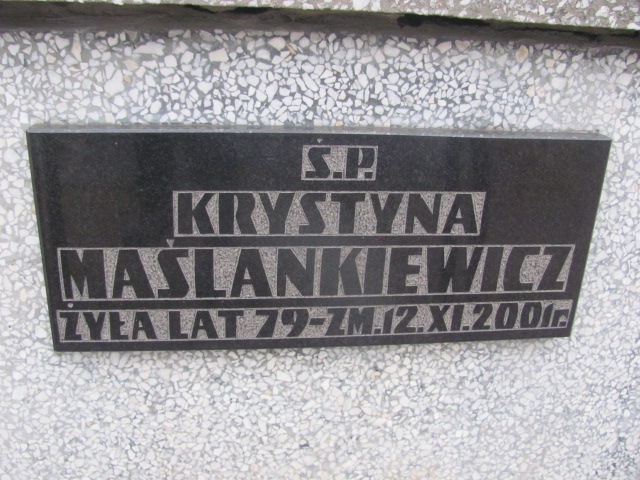 Ś.P.
KRYSTYNA
MAŚLANKIEWICZ
ŻYŁA LAT 79-ZM.12.XI.2001r.